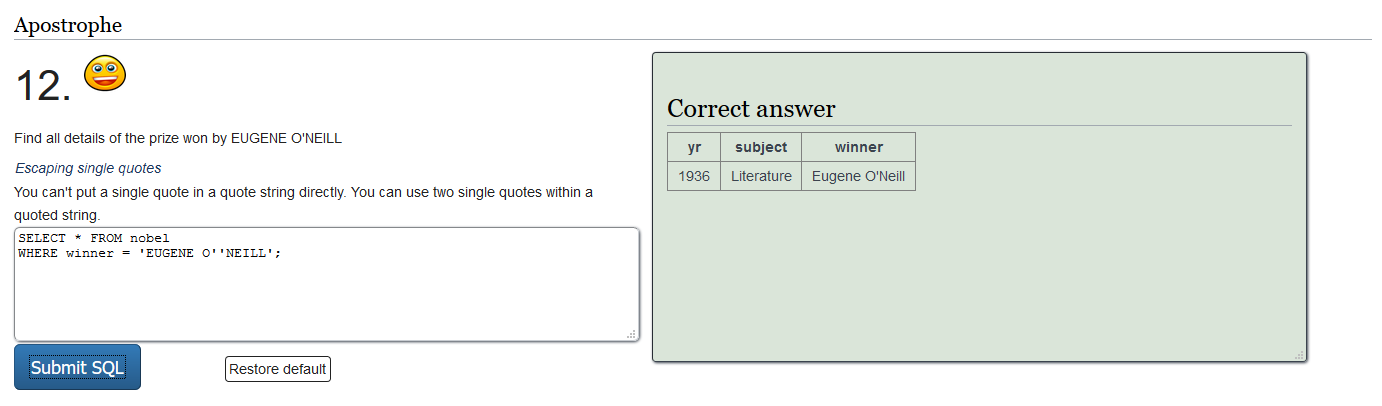 Apostrophe
12.
Find all details of the prize won by EUGENE O'NEILL
Escaping single quotes
You can't put a single quote in a quote string directly. You can use two single quotes within a
quoted string.
SELECT * FROM nobel
WHERE winner = 'EUGENE O''NEILL';
Submit SQL
Restore default
Correct answer
yr subject winner
1936 Literature Eugene O'Neill